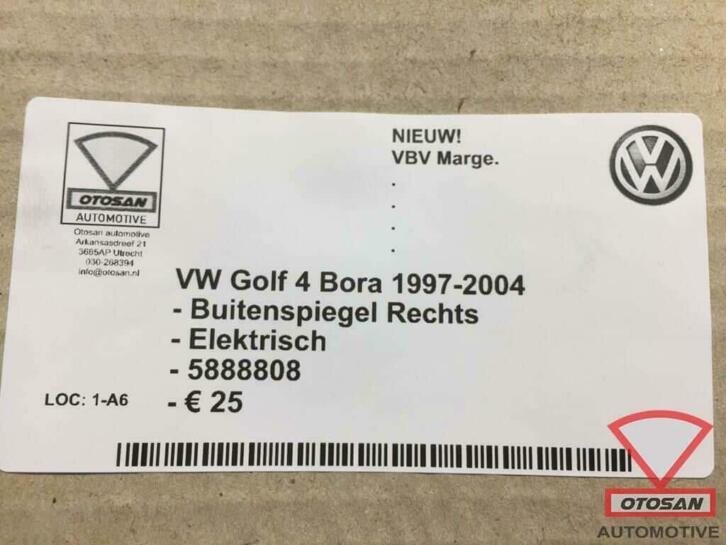 OTOSAN
AUTOMOTIVE
Otosan automotive
Arkansasdreef 21
3565AP Utrecht
030-268394
info@otosan.nl
NIEUW!
VBV Marge.
.
.
.
.
VW
VW Golf 4 Bora 1997-2004
- Buitenspiegel Rechts
- Elektrisch
- 5888808
LOC: 1-A6
- € 25
OTOSAN
AUTOMOTIVE